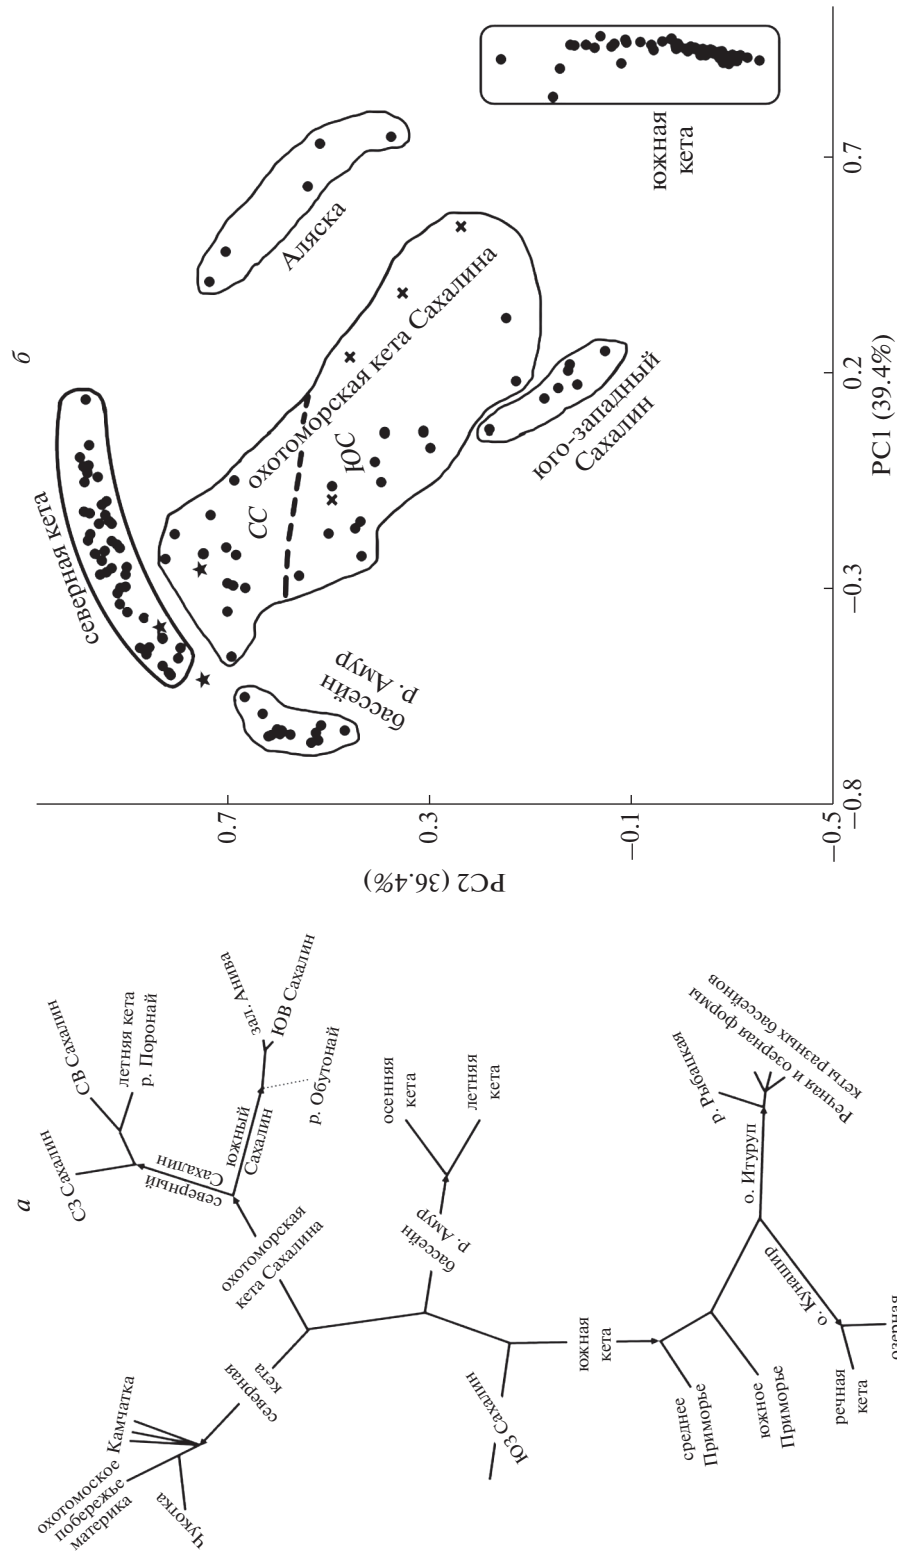 а
СЗ Сахалин
СВ Сахалин
летняя кета
р. Поронай
северный
Сахалин
южный
Сахалин
зал. Анива
ЮВ Сахалин
р. Обутонай
охотоморская
кета Сахалина
северная
кета
охотомоское
побережье
материка
Камчатка
Чукотка
бассейн
р. Амур
осенняя
кета
летняя
кета
ЮЗ Сахалин
южная
кета
среднее
Приморье
южное
Приморье
о. Итуруп
р. Рыбацкая
Речная и озерная формы
кеты разных бассейнов
о. Кунашир
речная
кета
озерная
б
PC2 (36.4%)
0.7
0.3
–0.1
–0.5
–0.8
–0.3
0.2
0.7
PC1 (39.4%)
северная кета
бассейн
р. Амур
СС
ЮС
охотоморская кета Сахалина
Аляска
юго-западный
Сахалин
южная
кета